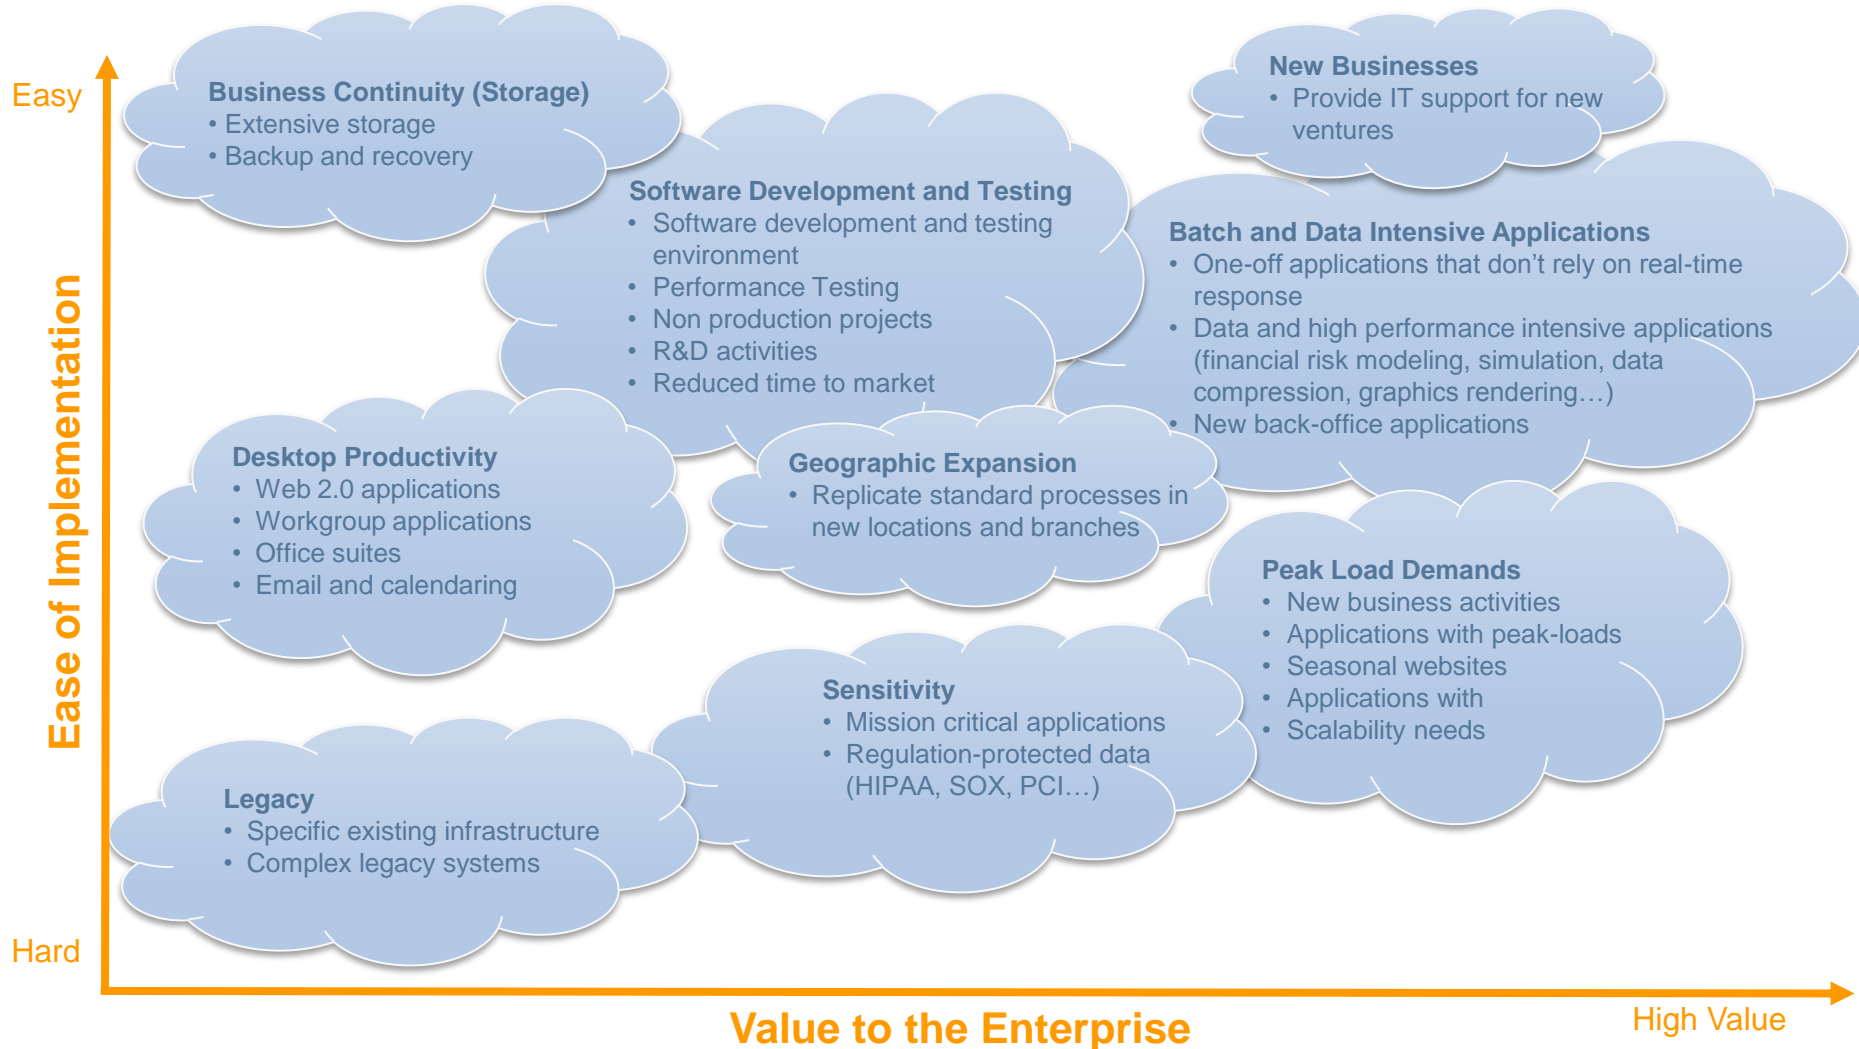 Easy
Business Continuity (Storage)
• Extensive storage
• Backup and recovery
New Businesses
• Provide IT support for new
ventures
Software Development and Testing
• Software development and testing
environment
• Performance Testing
• Non production projects
• R&D activities
• Reduced time to market
Batch and Data Intensive Applications
• One-off applications that don’t rely on real-time
response
• Data and high performance intensive applications
(financial risk modeling, simulation, data
compression, graphics rendering…)
• New back-office applications
Desktop Productivity
• Web 2.0 applications
• Workgroup applications
• Office suites
• Email and calendaring
Geographic Expansion
• Replicate standard processes in
new locations and branches
Peak Load Demands
• New business activities
• Applications with peak-loads
• Seasonal websites
• Applications with
• Scalability needs
Sensitivity
• Mission critical applications
• Regulation-protected data
(HIPAA, SOX, PCI…)
Legacy
• Specific existing infrastructure
• Complex legacy systems
Ease of Implementation
Hard
Value to the Enterprise
High Value